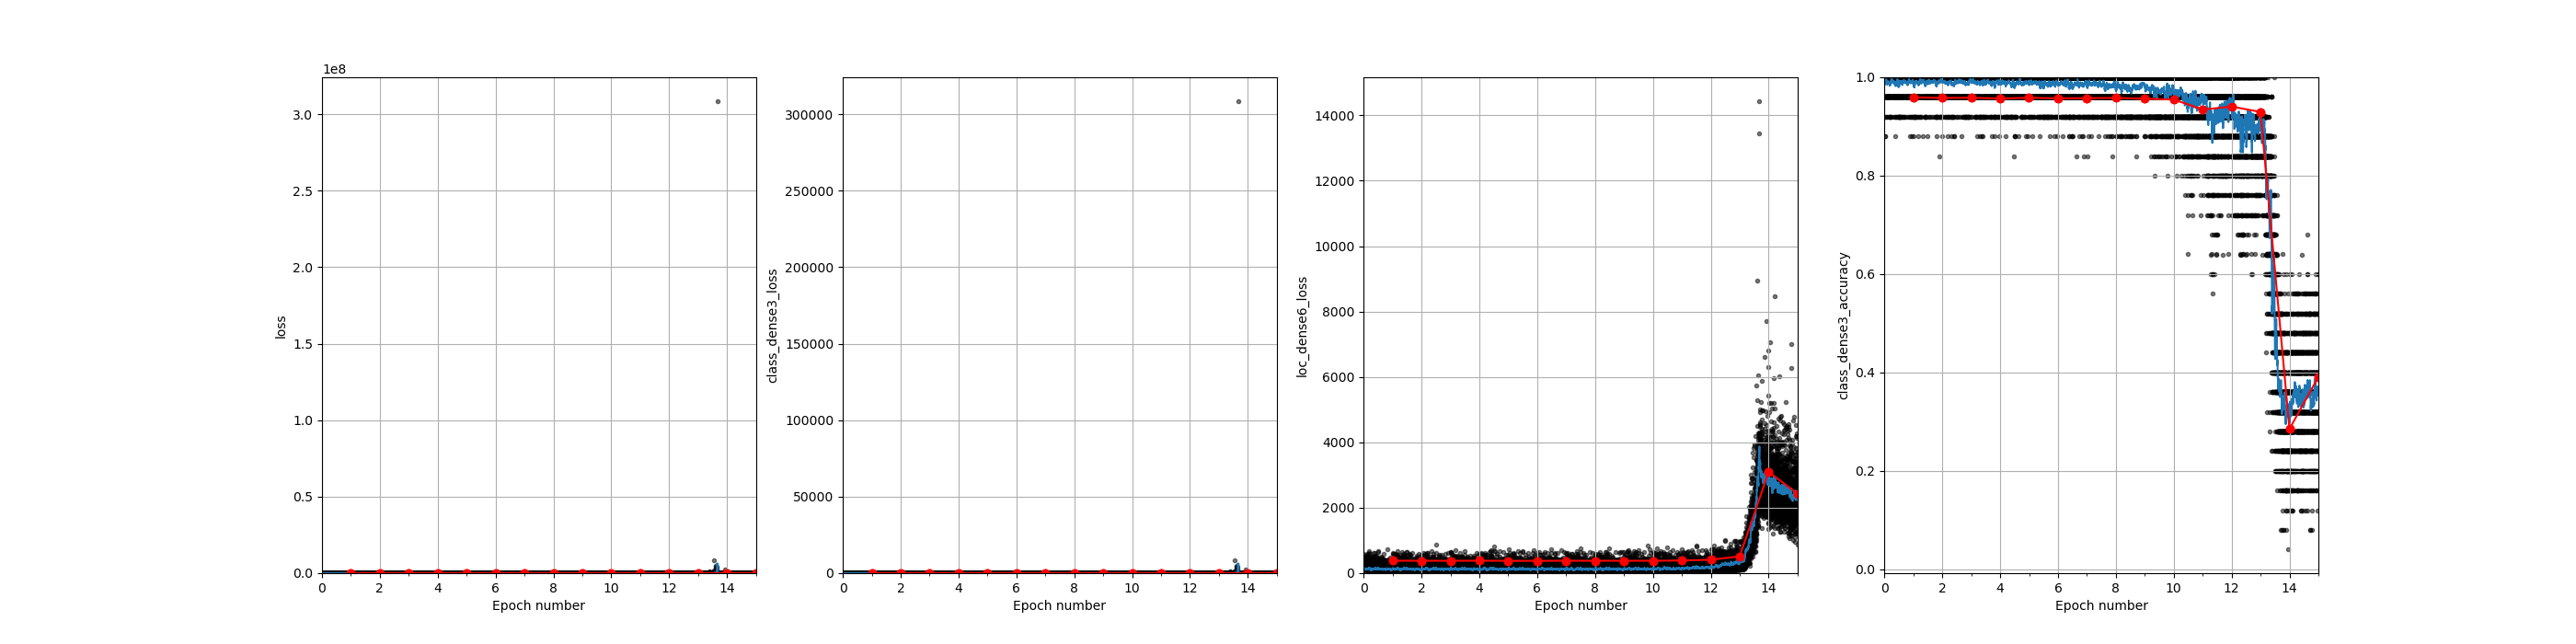 1e8
3.0
2.5
2.0
1.5
1.0
0.5
0.0
loss
0 2 4 6 8 10 12 14
Epoch number
300000
250000
200000
150000
100000
50000
0
class_dense3_loss
0 2 4 6 8 10 12 14
Epoch number
14000
12000
10000
8000
6000
4000
2000
0
loc_dense6_loss
0 2 4 6 8 10 12 14
Epoch number
1.0
0.8
0.6
0.4
0.2
0.0
class_dense3_accuracy
0 2 4 6 8 10 12 14
Epoch number